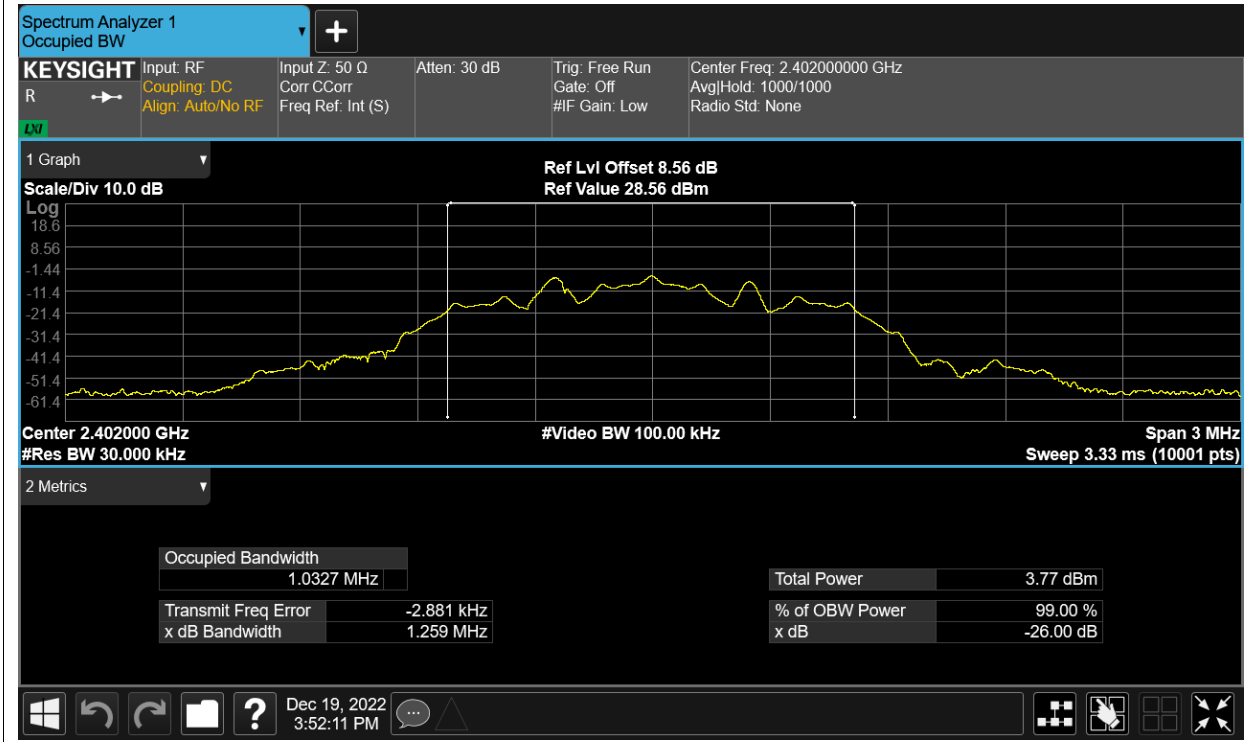 Spectrum Analyzer 1
Occupied BW
KEYSIGHT
R
LXI
Input: RF
Coupling: DC
Align: Auto/No RF
Input Z: 50 Ω
Corr CCorr
Freq Ref: Int (S)
Atten: 30 dB
Trig: Free Run
Gate: Off
#IF Gain: Low
Center Freq: 2.402000000 GHz
Avg|Hold: 1000/1000
Radio Std: None
1 Graph
Scale/Div 10.0 dB
Ref Lvl Offset 8.56 dB
Ref Value 28.56 dBm
Log
18.6
8.56
-1.44
-11.4
-21.4
-31.4
-41.4
-51.4
-61.4
Center 2.402000 GHz
#Video BW 100.00 kHz
Span 3 MHz
#Res BW 30.000 kHz
Sweep 3.33 ms (10001 pts)
2 Metrics
Occupied Bandwidth
1.0327 MHz
Total Power 3.77 dBm
Transmit Freq Error -2.881 kHz
% of OBW Power 99.00 %
x dB Bandwidth 1.259 MHz
x dB -26.00 dB
?
Dec 19, 2022
3:52:11 PM